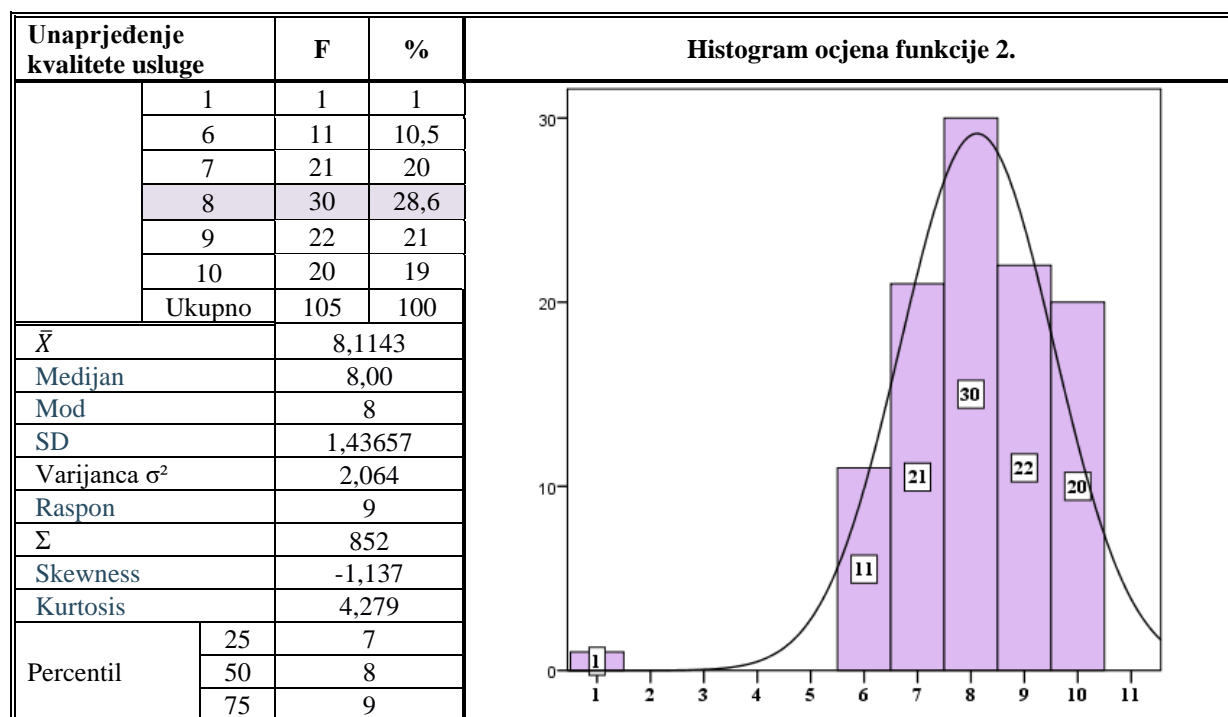 Unaprjeđenje
kvalitete usluge
F
%
Histogram ocjena funkcije 2.
1 1 1
6 11 10,5
7 21 20
8 30 28,6
9 22 21
10 20 19
Ukupno 105 100
X̄ 8,1143
Medijan 8,00
Mod 8
SD 1,43657
Varijanca σ² 2,064
Raspon 9
Σ 852
Skewness -1,137
Kurtosis 4,279
Percentil
25 7
50 8
75 9
30
20
10
0
1 11 21 30 22 20
1 2 3 4 5 6 7 8 9 10 11